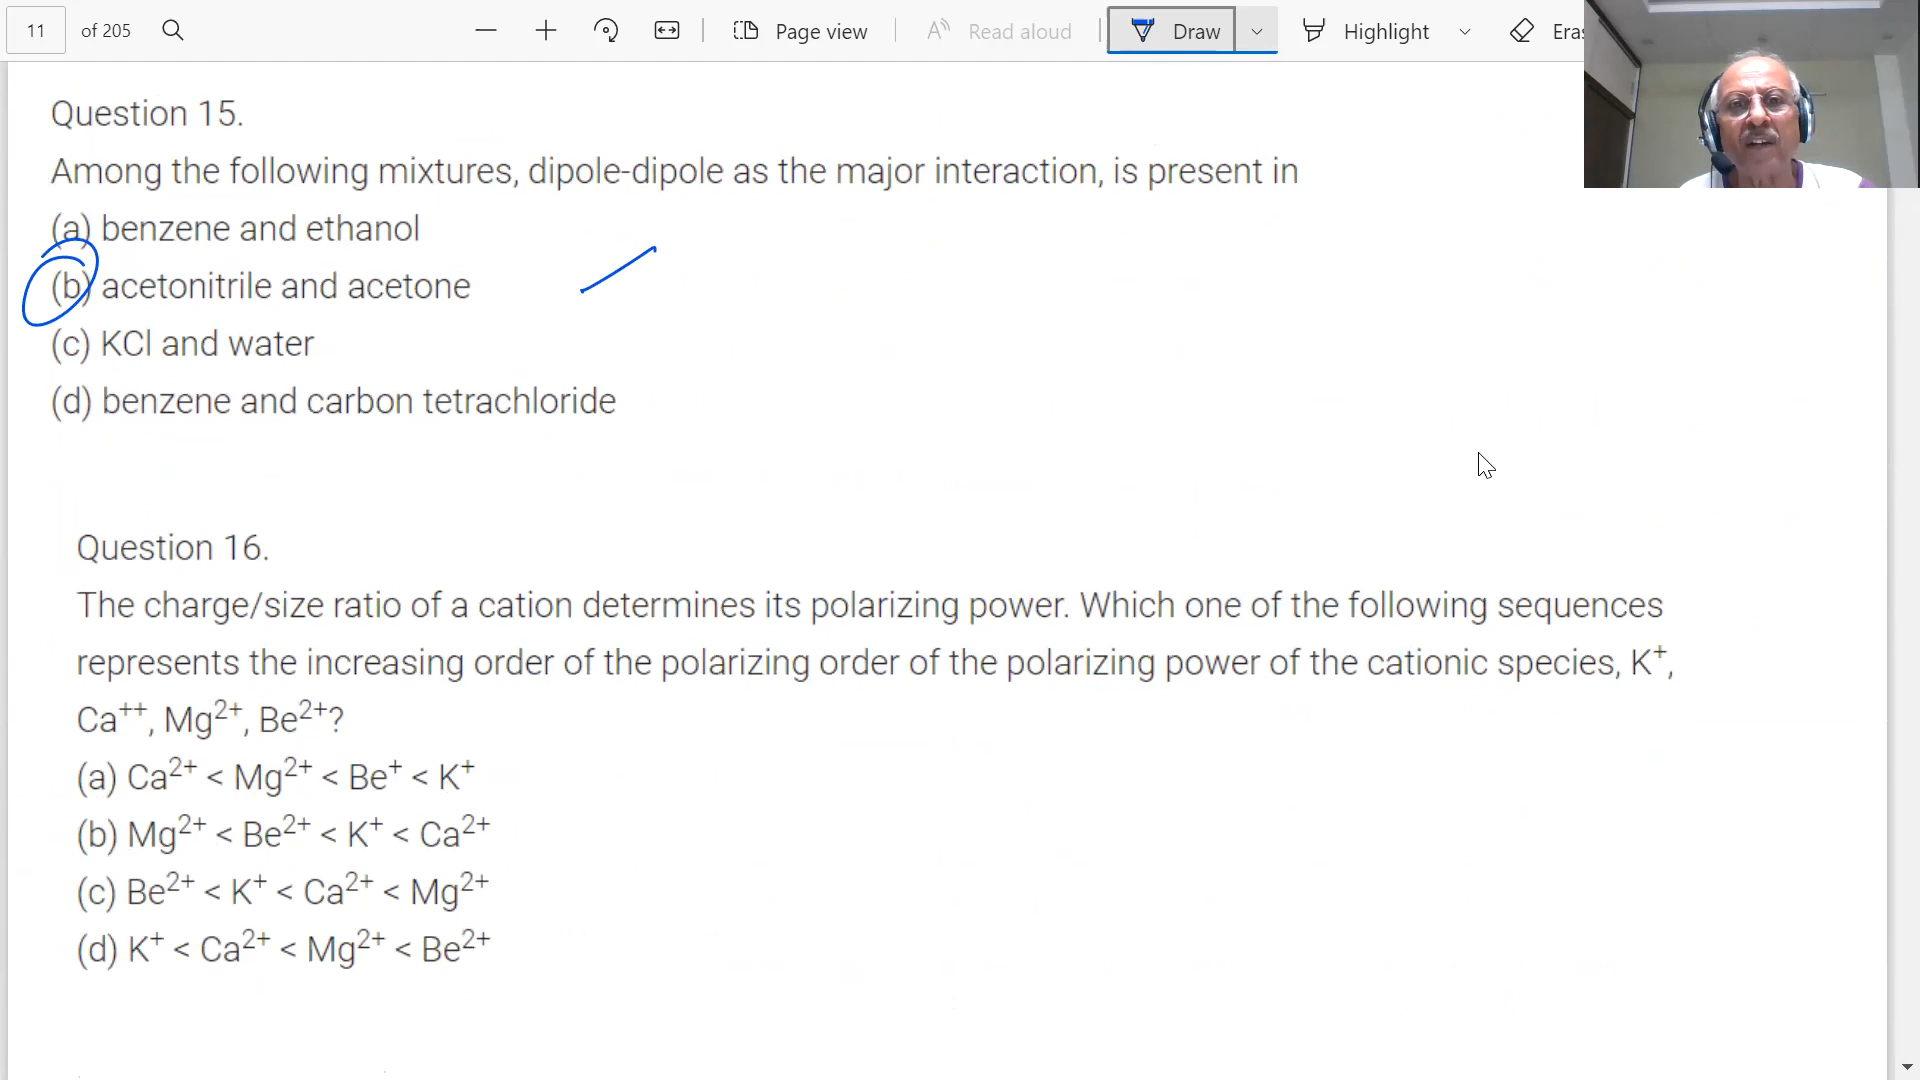 11 of 205 Page view Read aloud Draw Highlight Eras
Question 15.
Among the following mixtures, dipole-dipole as the major interaction, is present in
(a) benzene and ethanol
(b) acetonitrile and acetone
(c) KCl and water
(d) benzene and carbon tetrachloride
Question 16.
The charge/size ratio of a cation determines its polarizing power. Which one of the following sequences
represents the increasing order of the polarizing order of the polarizing power of the cationic species, K⁺,
Ca⁺⁺, Mg²⁺, Be²⁺?
(a) Ca²⁺ < Mg²⁺ < Be⁺ < K⁺
(b) Mg²⁺ < Be²⁺ < K⁺ < Ca²⁺
(c) Be²⁺ < K⁺ < Ca²⁺ < Mg²⁺
(d) K⁺ < Ca²⁺ < Mg²⁺ < Be²⁺